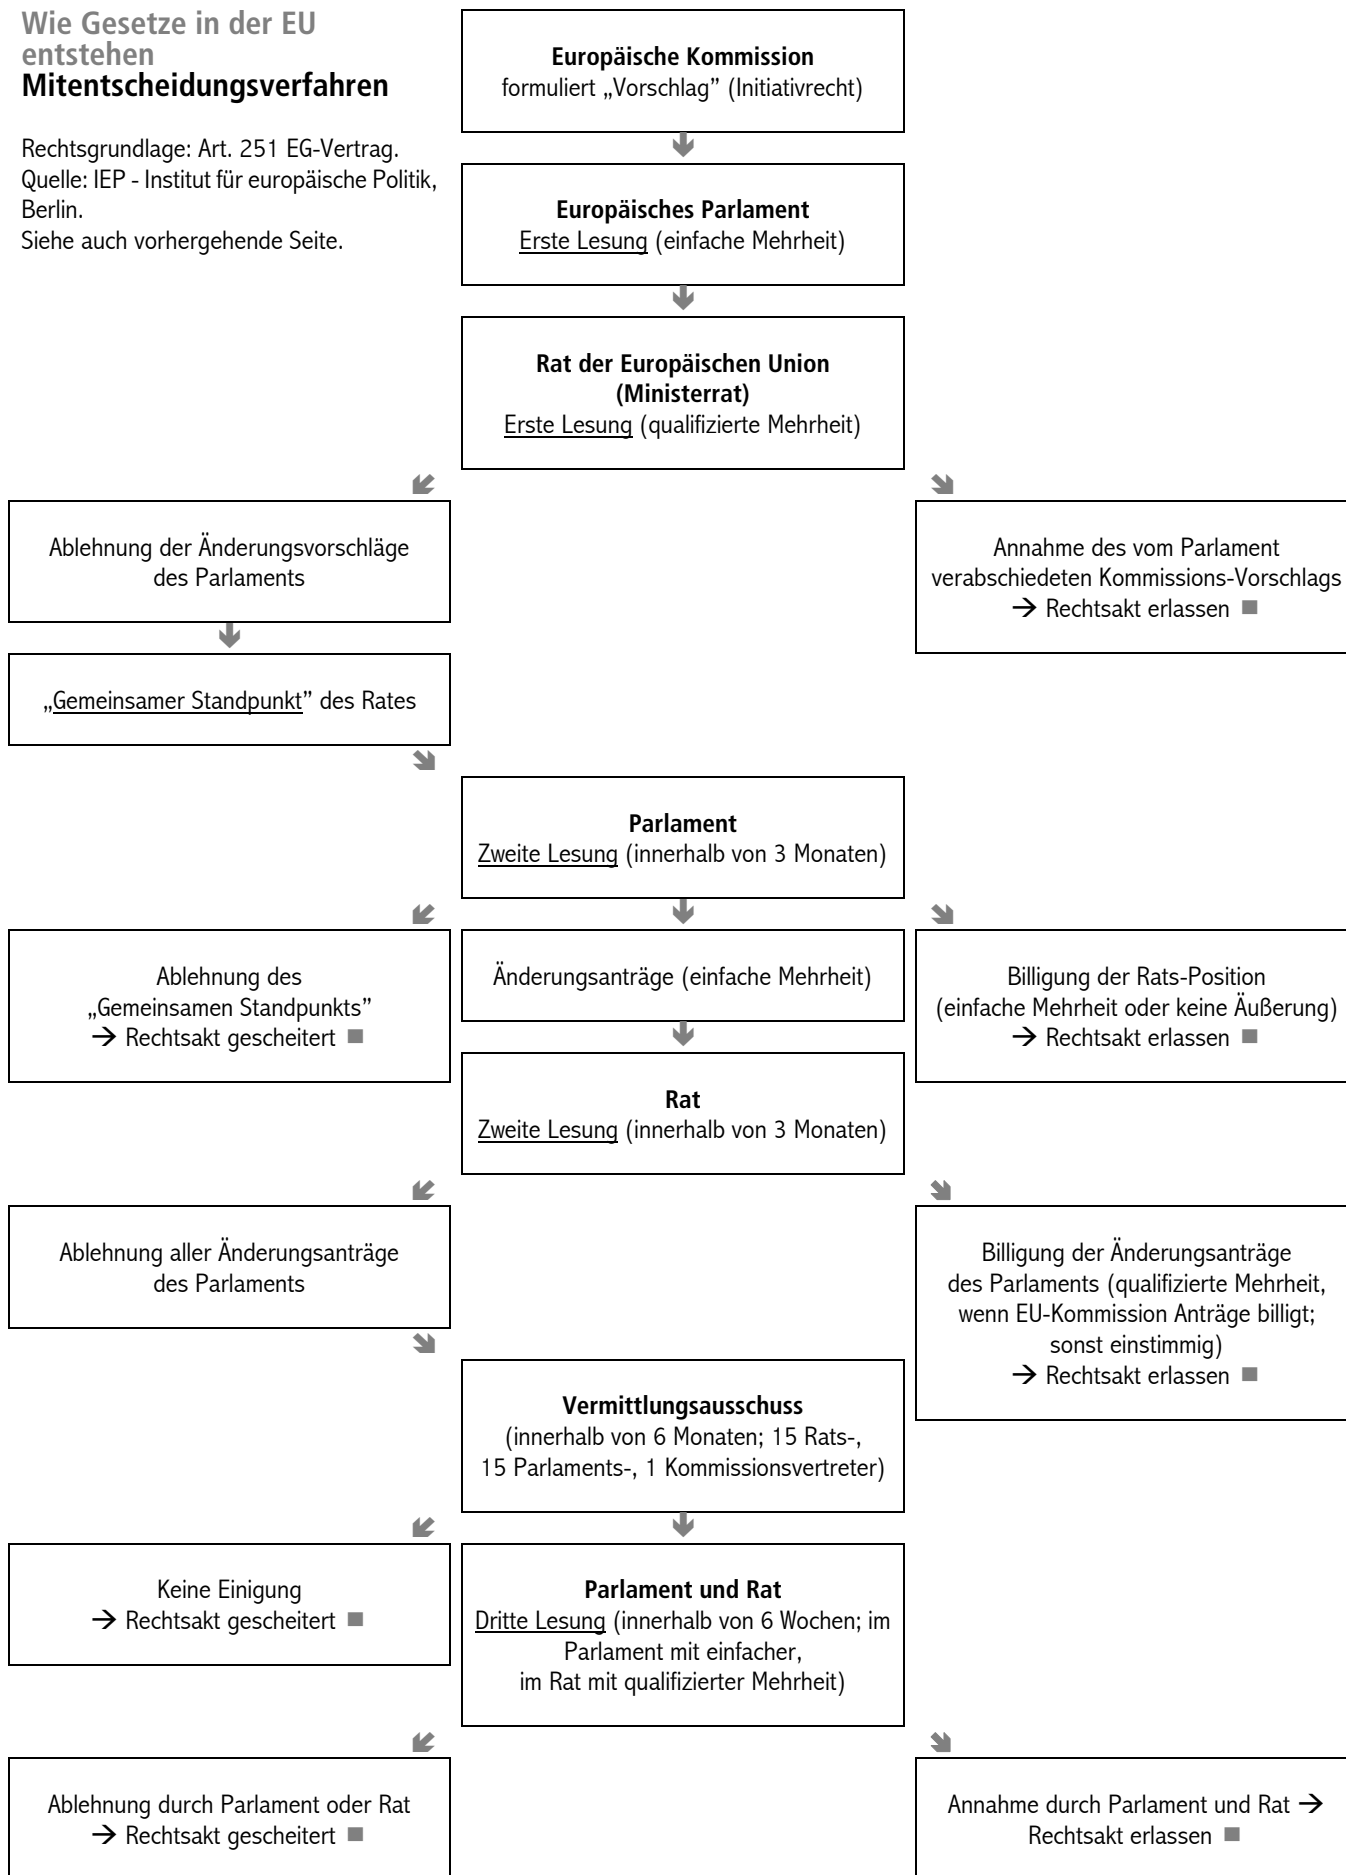 Wie Gesetze in der EU
entstehen
Mitentscheidungsverfahren
Rechtsgrundlage: Art. 251 EG-Vertrag.
Quelle: IEP - Institut für europäische Politik,
Berlin.
Siehe auch vorhergehende Seite.
Europäische Kommission
formuliert „Vorschlag” (Initiativrecht)
Europäisches Parlament
Erste Lesung (einfache Mehrheit)
Rat der Europäischen Union
(Ministerrat)
Erste Lesung (qualifizierte Mehrheit)
Ablehnung der Änderungsvorschläge
des Parlaments
Annahme des vom Parlament
verabschiedeten Kommissions-Vorschlags
→ Rechtsakt erlassen ■
„Gemeinsamer Standpunkt” des Rates
Parlament
Zweite Lesung (innerhalb von 3 Monaten)
Ablehnung des
„Gemeinsamen Standpunkts”
→ Rechtsakt gescheitert ■
Änderungsanträge (einfache Mehrheit)
Billigung der Rats-Position
(einfache Mehrheit oder keine Äußerung)
→ Rechtsakt erlassen ■
Rat
Zweite Lesung (innerhalb von 3 Monaten)
Ablehnung aller Änderungsanträge
des Parlaments
Billigung der Änderungsanträge
des Parlaments (qualifizierte Mehrheit,
wenn EU-Kommission Anträge billigt;
sonst einstimmig)
→ Rechtsakt erlassen ■
Vermittlungsausschuss
(innerhalb von 6 Monaten; 15 Rats-,
15 Parlaments-, 1 Kommissionsvertreter)
Keine Einigung
→ Rechtsakt gescheitert ■
Parlament und Rat
Dritte Lesung (innerhalb von 6 Wochen; im
Parlament mit einfacher,
im Rat mit qualifizierter Mehrheit)
Ablehnung durch Parlament oder Rat
→ Rechtsakt gescheitert ■
Annahme durch Parlament und Rat →
Rechtsakt erlassen ■